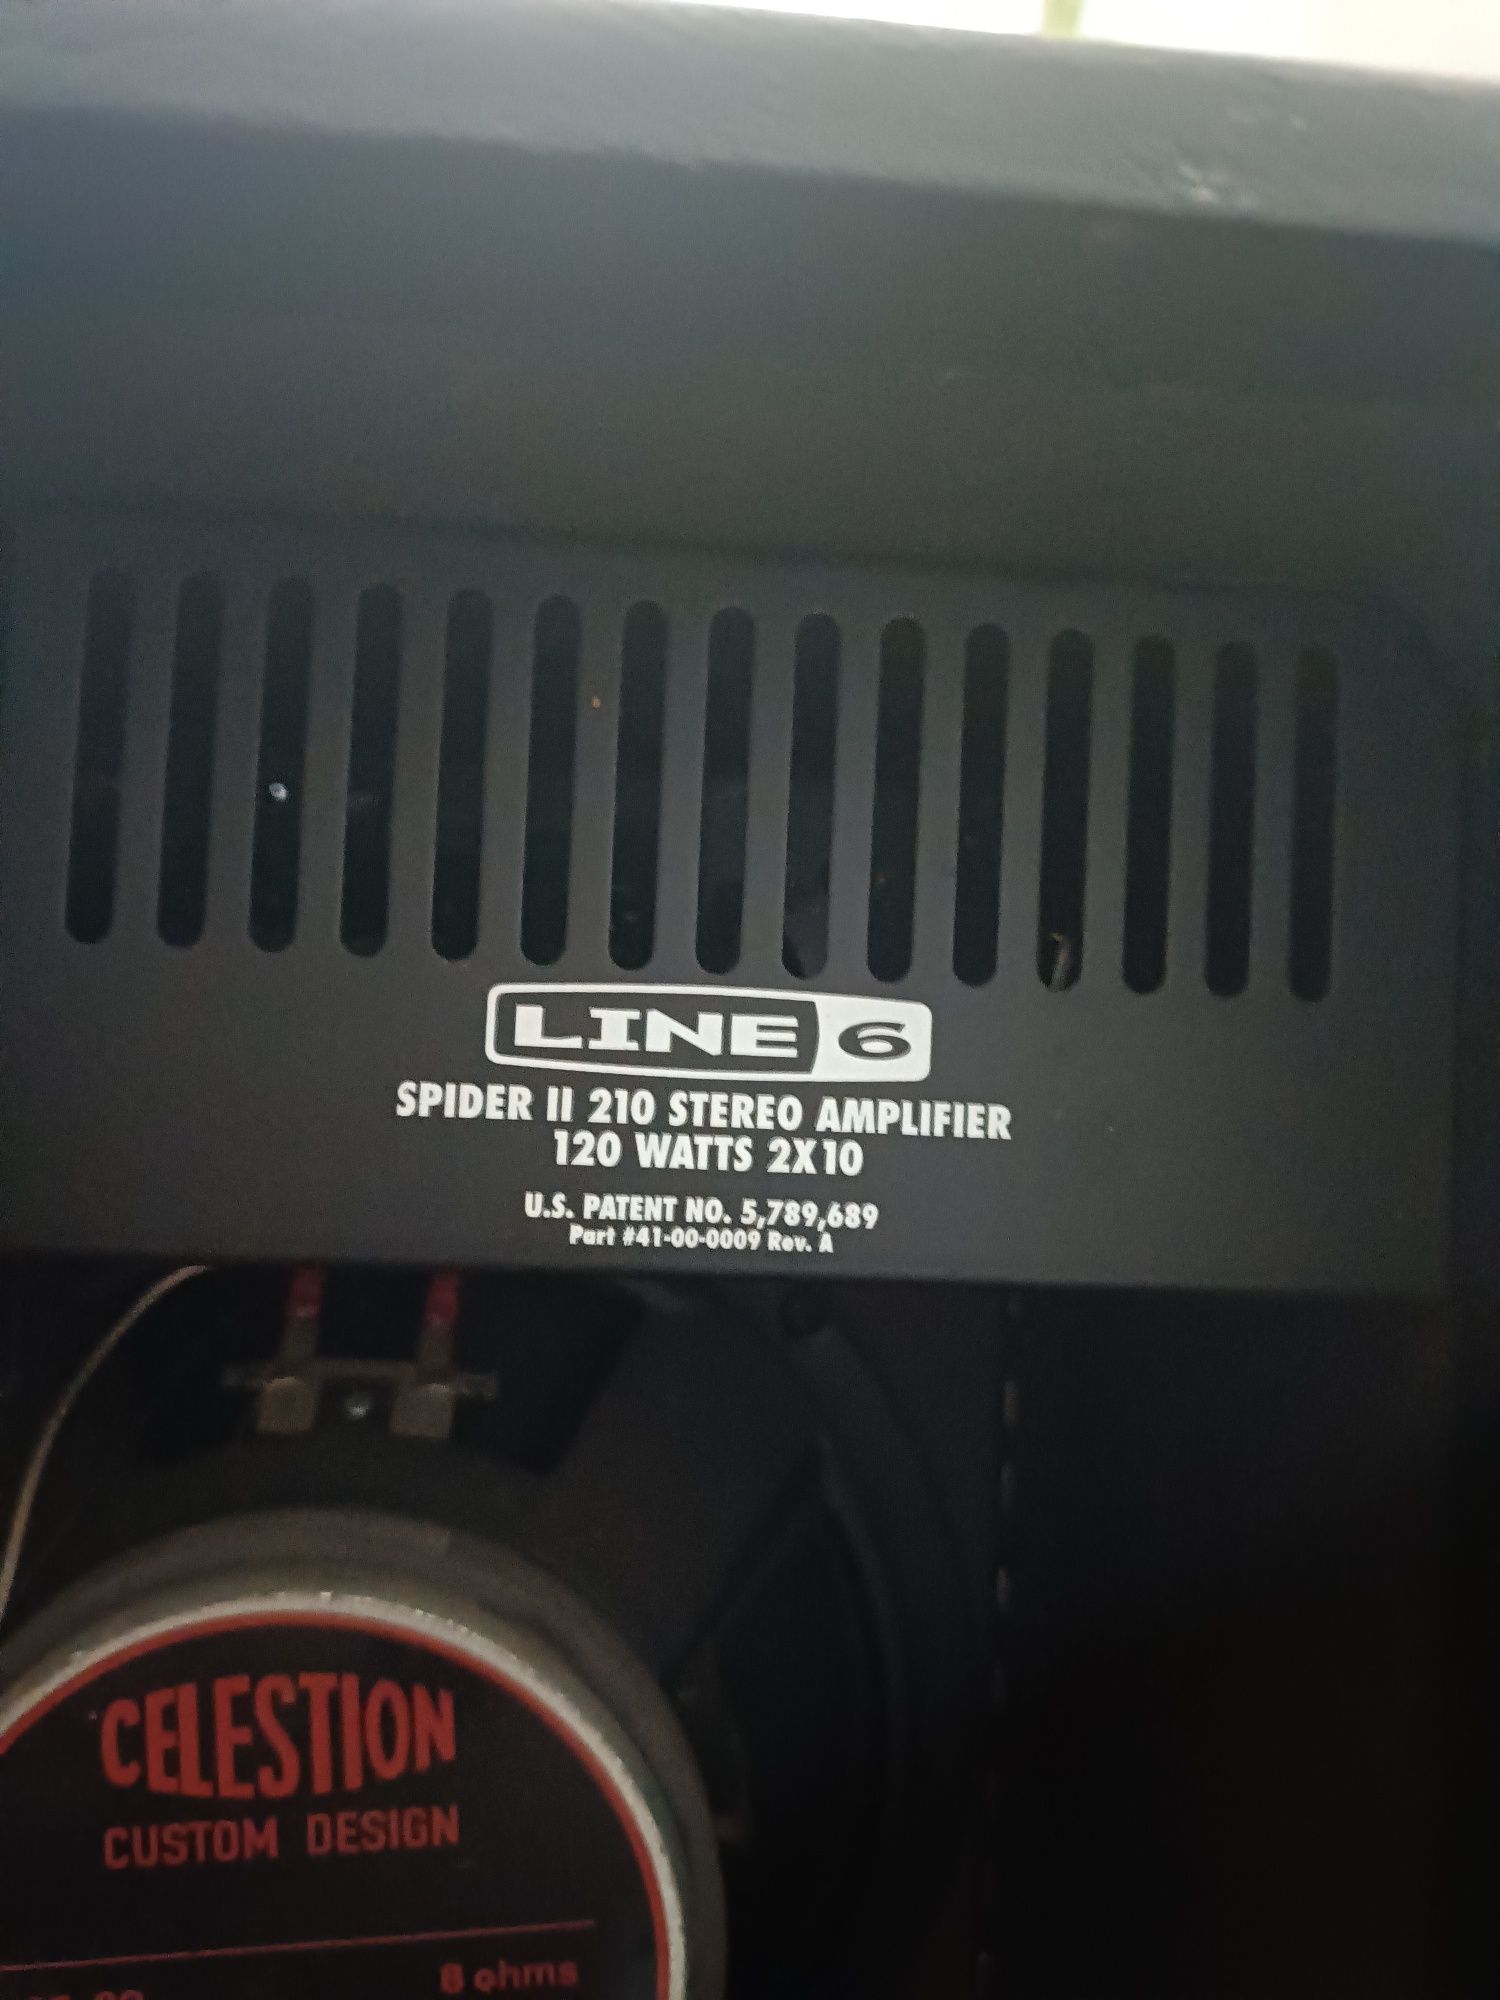 LINE 6
SPIDER II 210 STEREO AMPLIFIER
120 WATTS 2X10
U.S. PATENT NO. 5,789,689
Part #41-00-0009 Rev. A
CELESTION
CUSTOM DESIGN
8 ohms